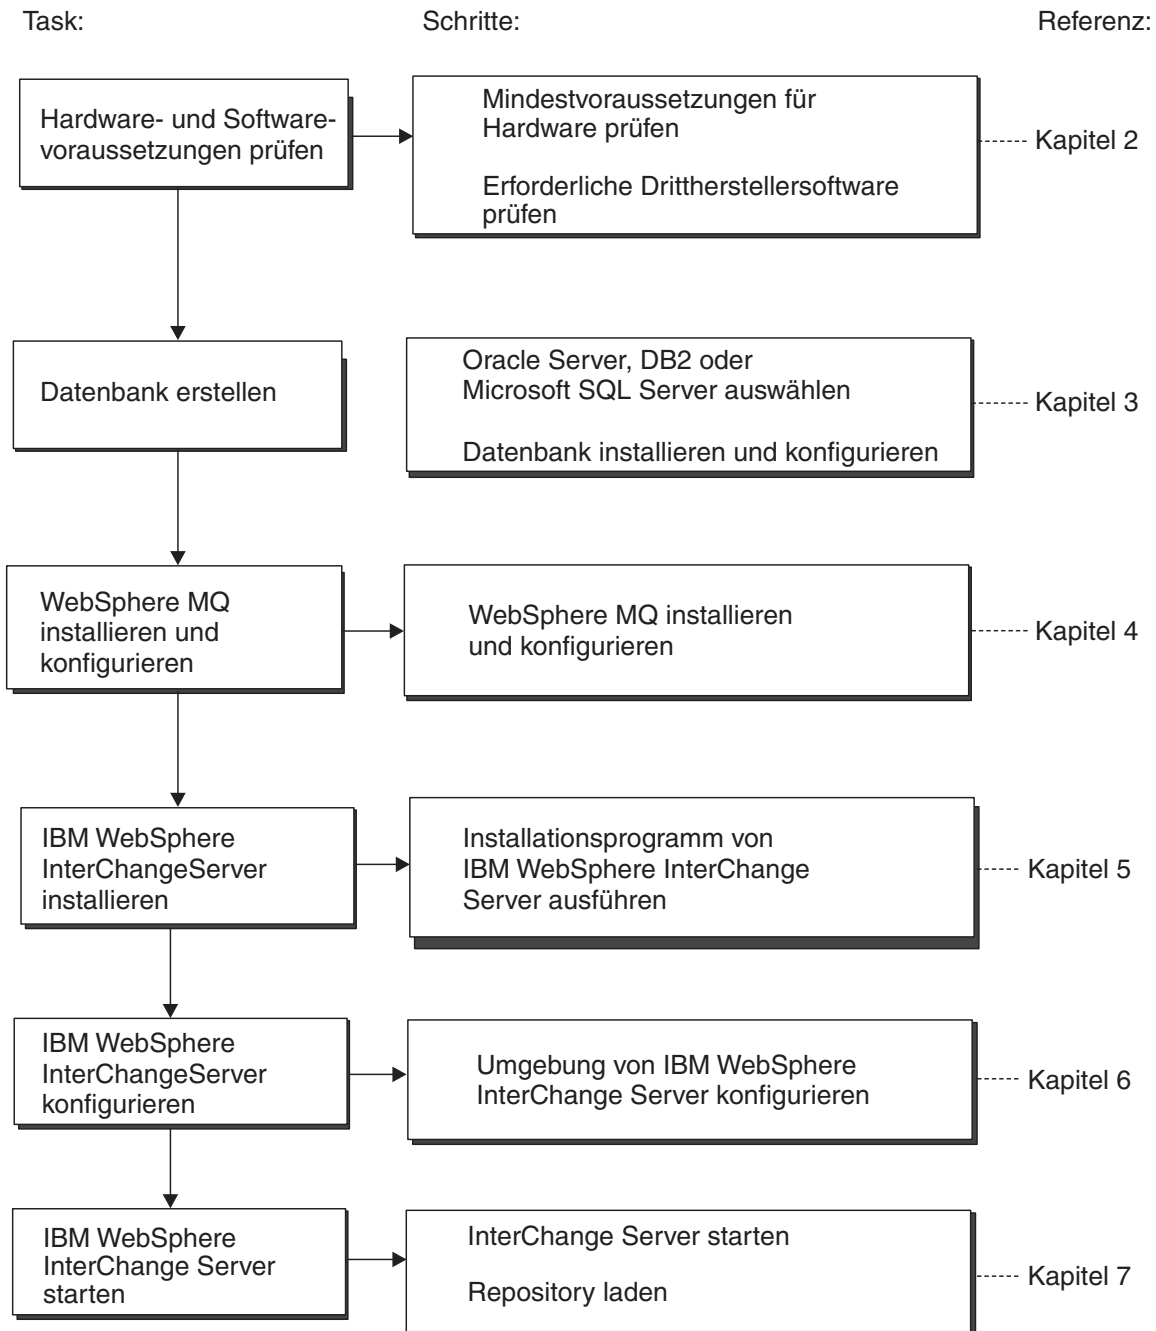 Task:
Schritte:
Referenz:
Hardware- und Software-
voraussetzungen prüfen
Mindestvoraussetzungen für
Hardware prüfen
Erforderliche Drittherstellersoftware
prüfen
Kapitel 2
Datenbank erstellen
Oracle Server, DB2 oder
Microsoft SQL Server auswählen
Datenbank installieren und konfigurieren
Kapitel 3
WebSphere MQ
installieren und
konfigurieren
WebSphere MQ installieren
und konfigurieren
Kapitel 4
IBM WebSphere
InterChangeServer
installieren
Installationsprogramm von
IBM WebSphere InterChange
Server ausführen
Kapitel 5
IBM WebSphere
InterChangeServer
konfigurieren
Umgebung von IBM WebSphere
InterChange Server konfigurieren
Kapitel 6
IBM WebSphere
InterChange Server
starten
InterChange Server starten
Repository laden
Kapitel 7